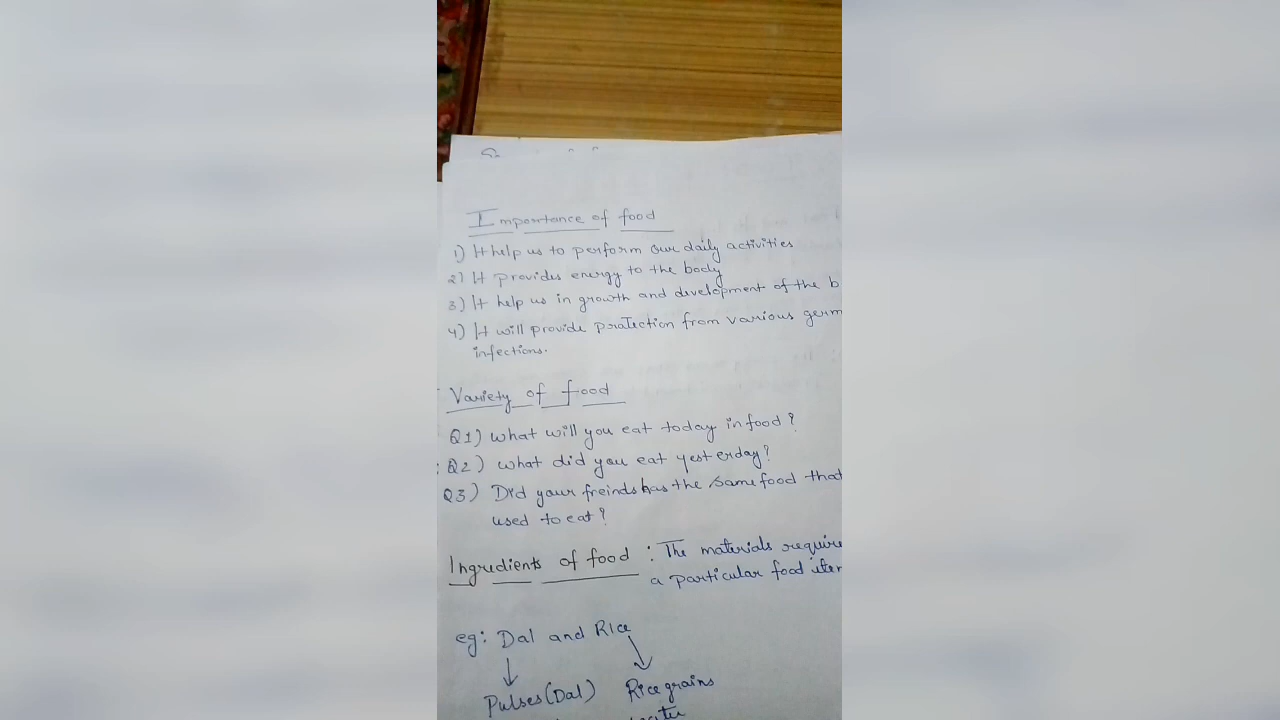 Importance of food
1) It help us to perform our daily activities
2) It provides energy to the body
3) It help us in growth and development of the b
4) It will provide protection from various germ
infections.
Variety of food
Q1) what will you eat today in food?
Q2) what did you eat yesterday?
Q3) Did your freinds has the same food that
used to eat?
Ingredients of food : The materials require
a particular food item
eg: Dal and Rice
Pulses (Dal) Rice grains